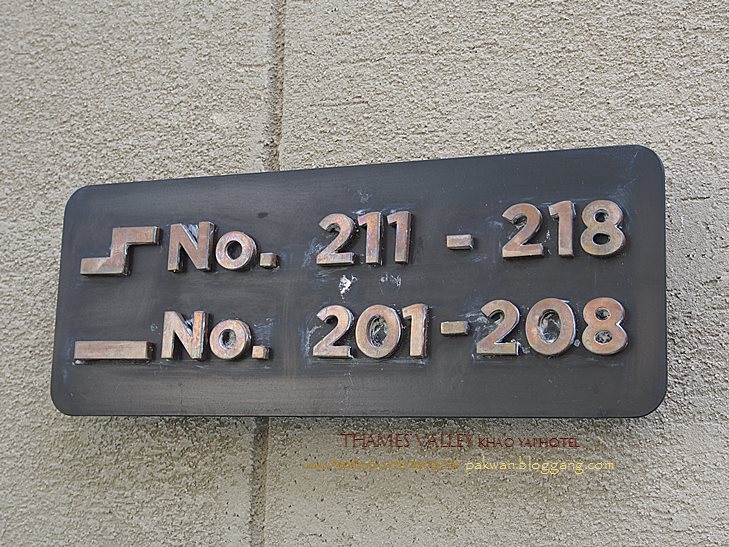 No. 211 - 218
No. 201-208
THAMES VALLEY KHAO YAI HOTEL
pakwan.bloggang.com